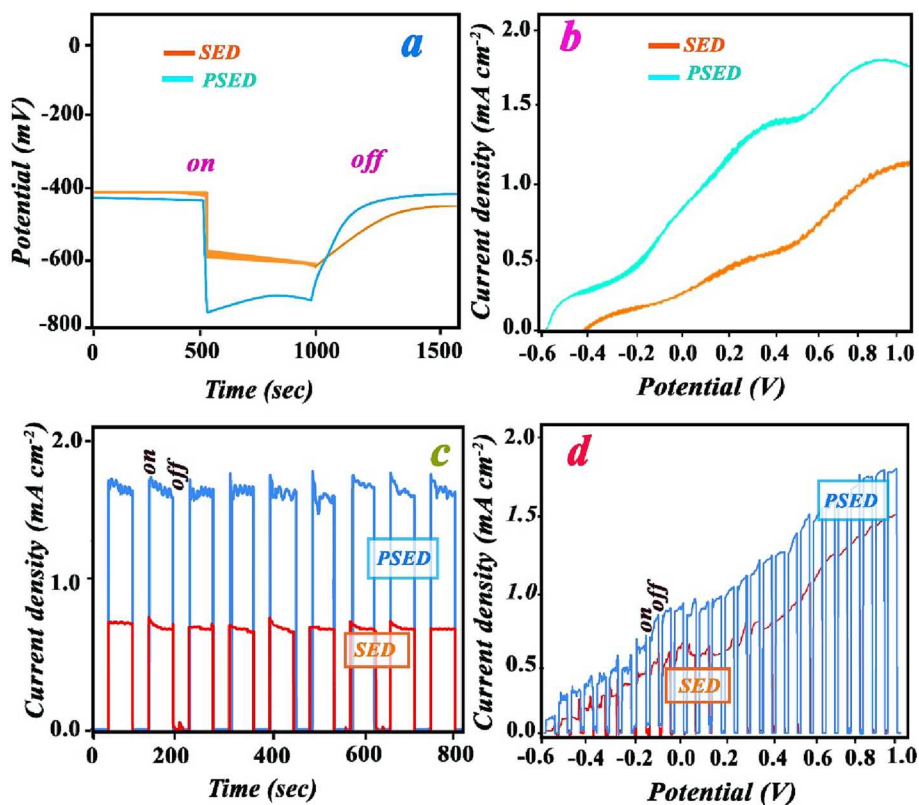 a
SED
PSED
on
off
Potential (mV)
0
-200
-400
-600
-800
0
500
1000
1500
Time (sec)
b
SED
PSED
Current density (mA cm⁻²)
2.0
1.5
1.0
0.5
0.0
-0.6
-0.4
-0.2
0.0
0.2
0.4
0.6
0.8
1.0
Potential (V)
c
on
off
PSED
SED
Current density (mA cm⁻²)
2.0
1.0
0.0
0
200
400
600
800
Time (sec)
d
on
off
PSED
SED
Current density (mA cm⁻²)
2.0
1.5
1.0
0.5
0.0
-0.6
-0.4
-0.2
0.0
0.2
0.4
0.6
0.8
1.0
Potential (V)